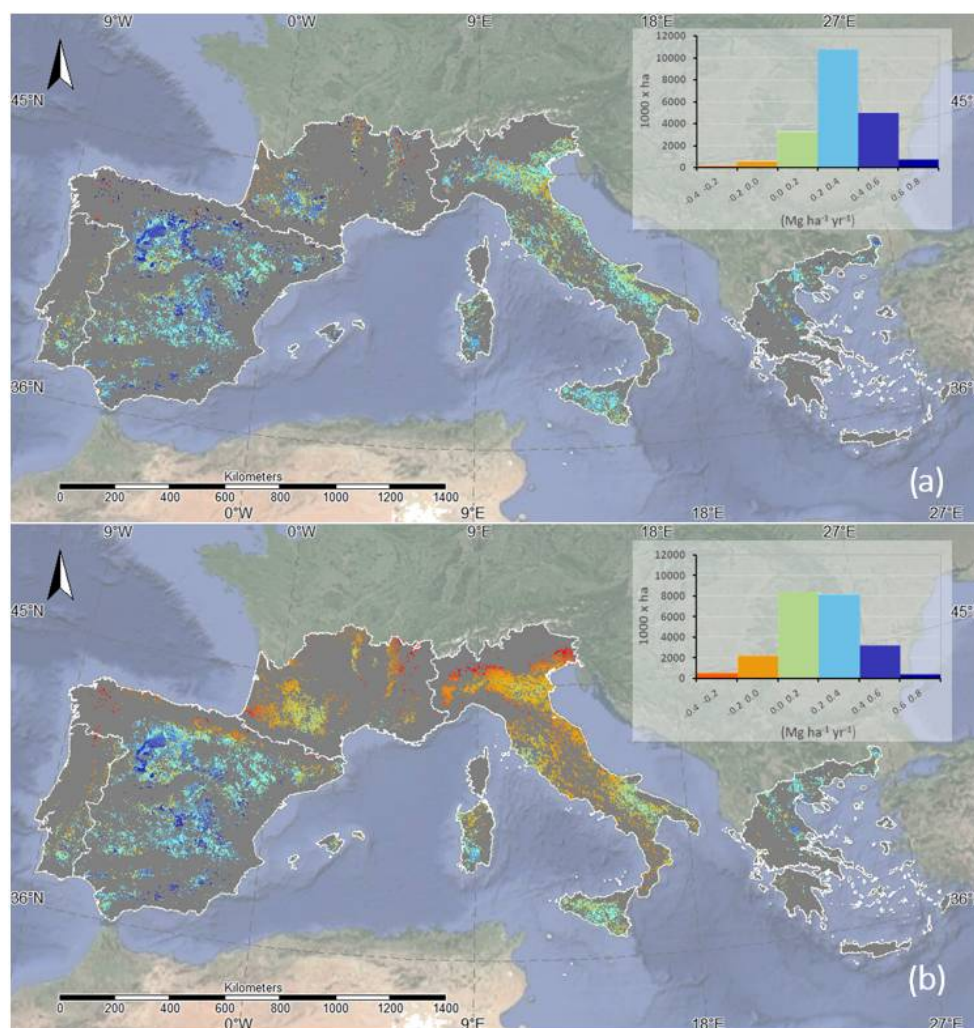 9°W
0°W
9°E
18°E
27°E
45°N
45°N
36°N
36°N
12000
10000
8000
6000
4000
2000
0
1000 x ha
-0.4 -0.2
-0.2 0.0
0.0 0.2
0.2 0.4
0.4 0.6
0.6 0.8
(Mg ha⁻¹ yr⁻¹)
Kilometers
0 200 400 600 800 1000 1200 1400
(a)
0°W
9°E
18°E
27°E
9°W
0°W
9°E
18°E
27°E
45°N
45°N
36°N
36°N
12000
10000
8000
6000
4000
2000
0
1000 x ha
-0.4 -0.2
-0.2 0.0
0.0 0.2
0.2 0.4
0.4 0.6
0.6 0.8
(Mg ha⁻¹ yr⁻¹)
Kilometers
0 200 400 600 800 1000 1200 1400
(b)
0°W
9°E
18°E
27°E